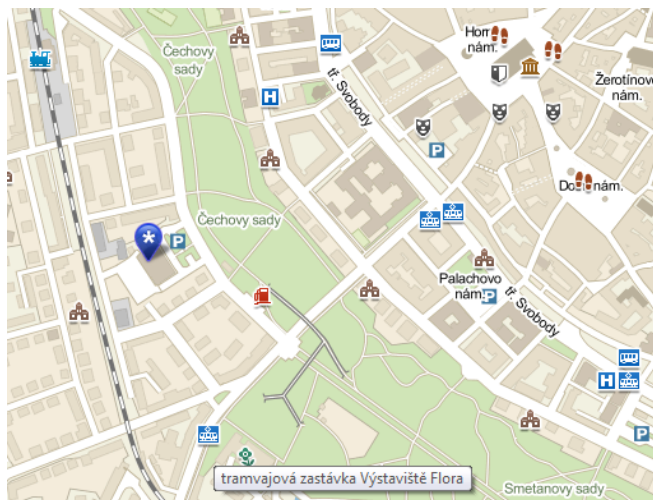 Čechovy
sady
Horní
nám.
tř. Svobody
Žerotínovo
nám.
H
P
Dolní nám.
Čechovy sady
P
Palachovo
nám.
P
tř. Svobody
H
P
tramvajová zastávka Výstaviště Flora
Smetanovy sady